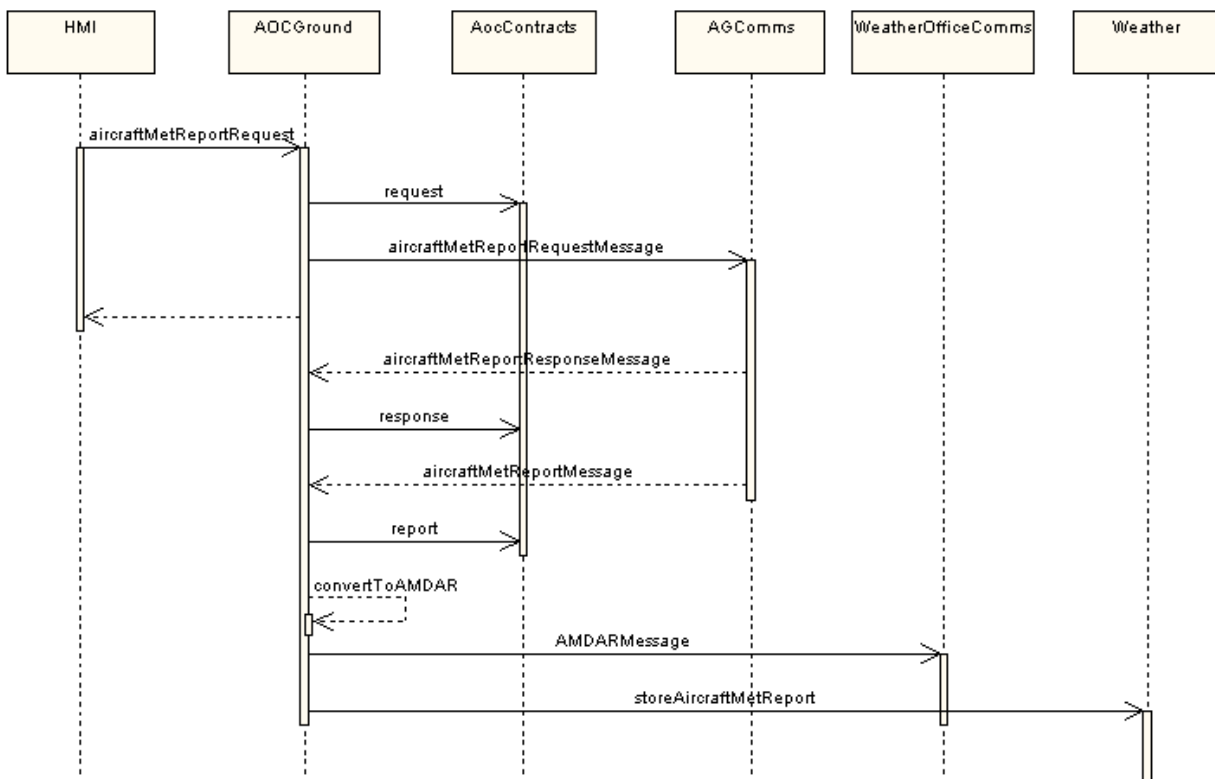 HMI
AOCGround
AocContracts
AGComms
WeatherOfficeComms
Weather
aircraftMetReportRequest
request
aircraftMetReportRequestMessage
aircraftMetReportResponseMessage
response
aircraftMetReportMessage
report
convertToAMDAR
AMDARMessage
storeAircraftMetReport